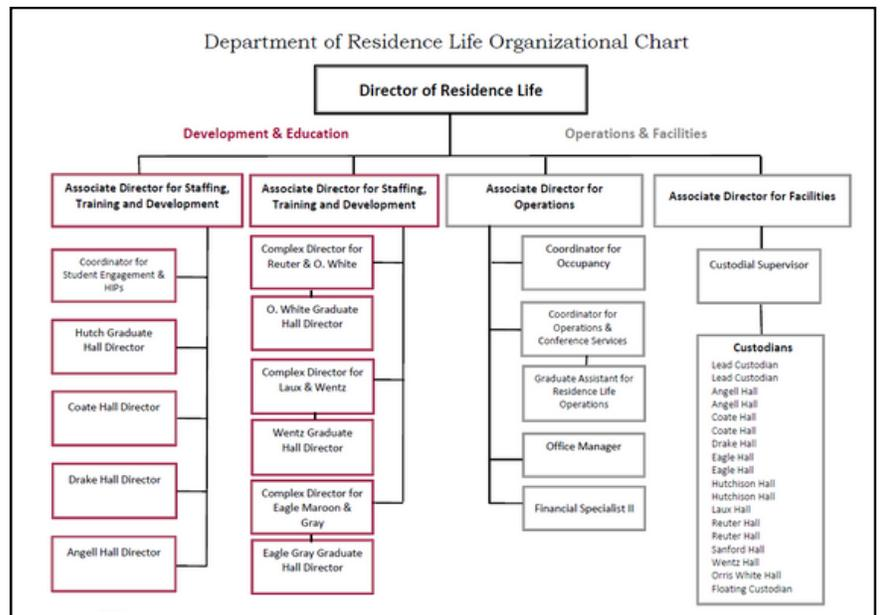 Department of Residence Life Organizational Chart
Director of Residence Life
Development & Education
Operations & Facilities
Associate Director for Staffing,
Training and Development
Coordinator for
Student Engagement &
HIPs
Hutch Graduate
Hall Director
Coate Hall Director
Drake Hall Director
Angell Hall Director
Associate Director for Staffing,
Training and Development
Complex Director for
Reuter & O. White
O. White Graduate
Hall Director
Complex Director for
Laux & Wentz
Wentz Graduate
Hall Director
Complex Director for
Eagle Maroon &
Gray
Eagle Gray Graduate
Hall Director
Associate Director for
Operations
Coordinator for
Occupancy
Coordinator for
Operations &
Conference Services
Graduate Assistant for
Residence Life
Operations
Office Manager
Financial Specialist II
Associate Director for Facilities
Custodial Supervisor
Custodians
Lead Custodian
Lead Custodian
Angell Hall
Angell Hall
Coate Hall
Coate Hall
Drake Hall
Eagle Hall
Eagle Hall
Hutchison Hall
Hutchison Hall
Laux Hall
Reuter Hall
Reuter Hall
Sanford Hall
Wentz Hall
Orris White Hall
Floating Custodian